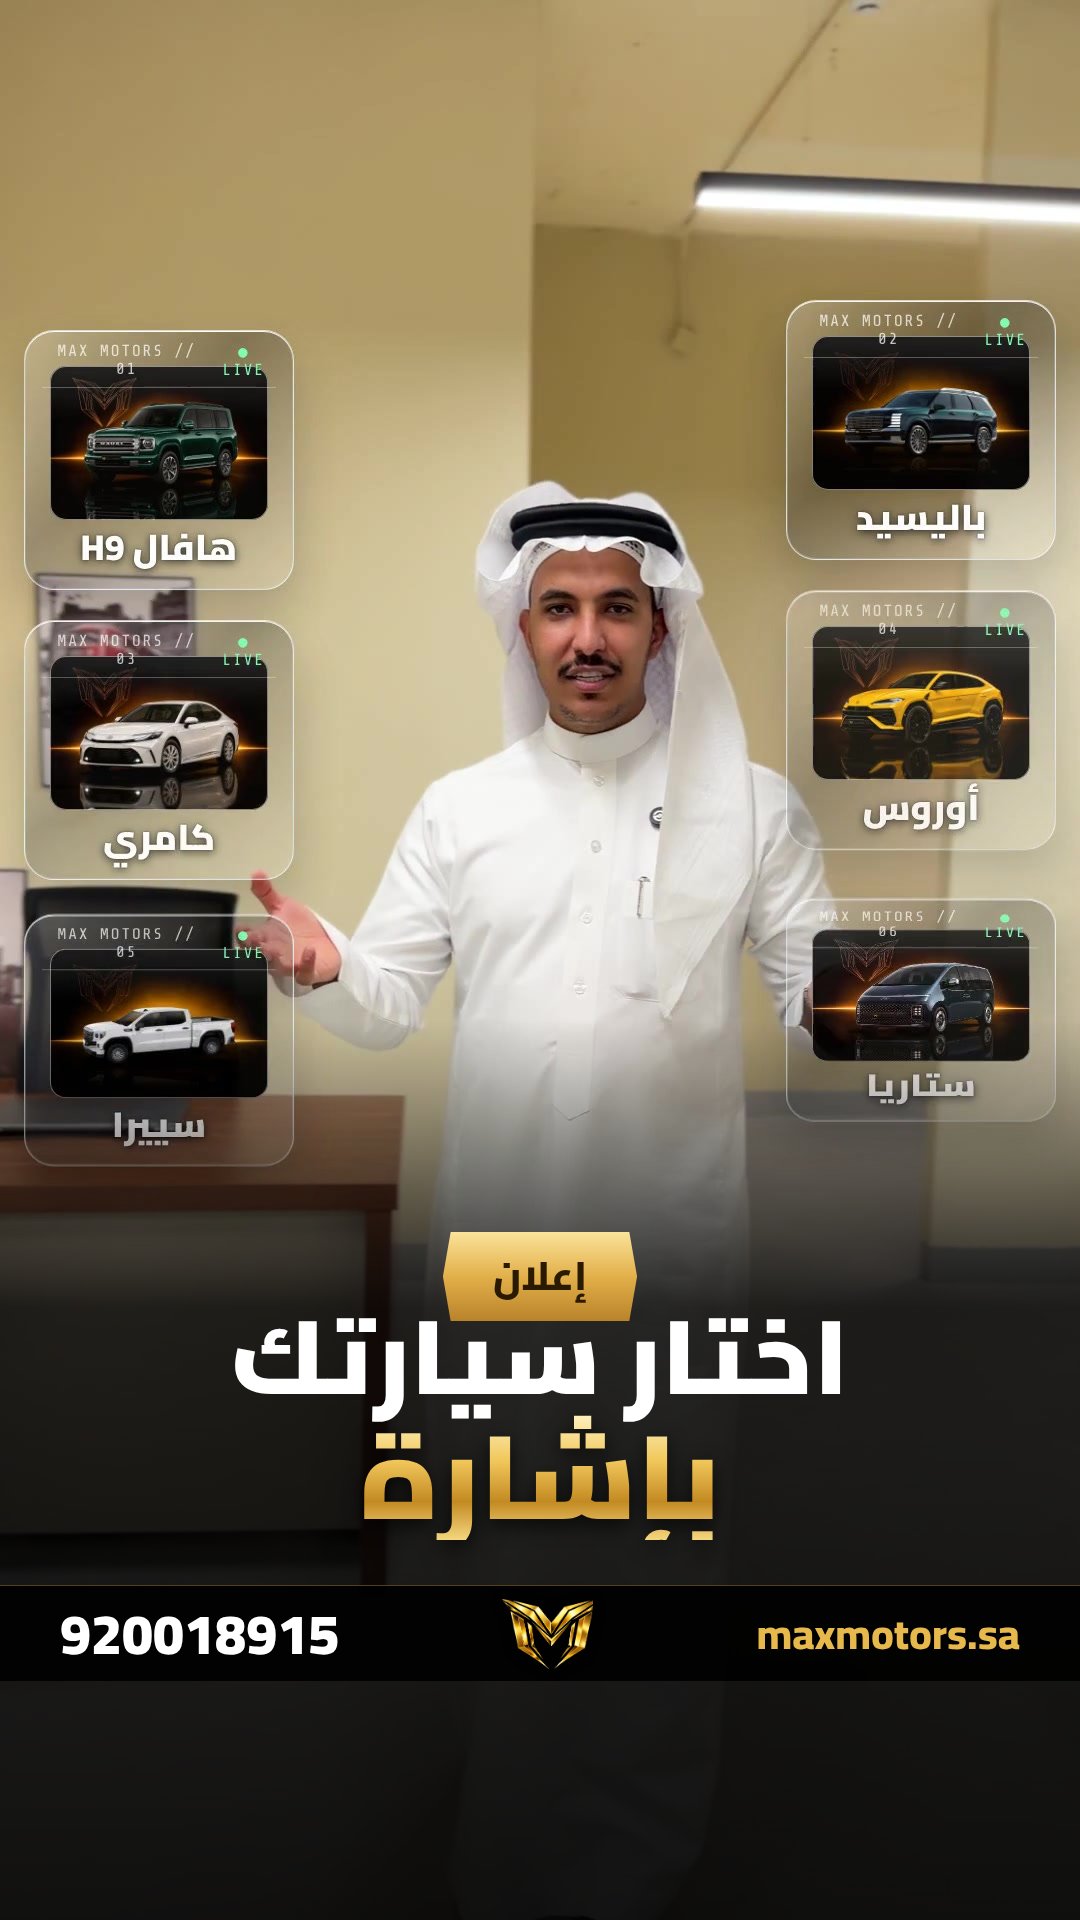 MAX MOTORS //
01
LIVE
هافال H9
MAX MOTORS //
02
LIVE
باليسيد
MAX MOTORS //
03
LIVE
كامري
MAX MOTORS //
04
LIVE
أوروس
MAX MOTORS //
05
LIVE
سييرا
MAX MOTORS //
06
LIVE
ستاريا
إعلان
اختار سيارتك
بإشارة
920018915
maxmotors.sa